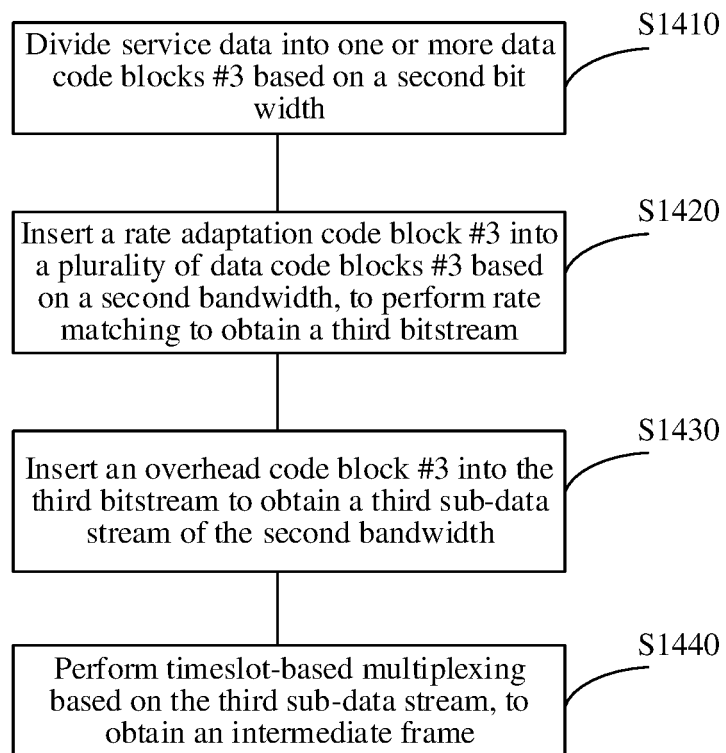 S1410
Divide service data into one or more data
code blocks #3 based on a second bit
width
S1420
Insert a rate adaptation code block #3 into
a plurality of data code blocks #3 based
on a second bandwidth, to perform rate
matching to obtain a third bitstream
S1430
Insert an overhead code block #3 into the
third bitstream to obtain a third sub-data
stream of the second bandwidth
S1440
Perform timeslot-based multiplexing
based on the third sub-data stream, to
obtain an intermediate frame